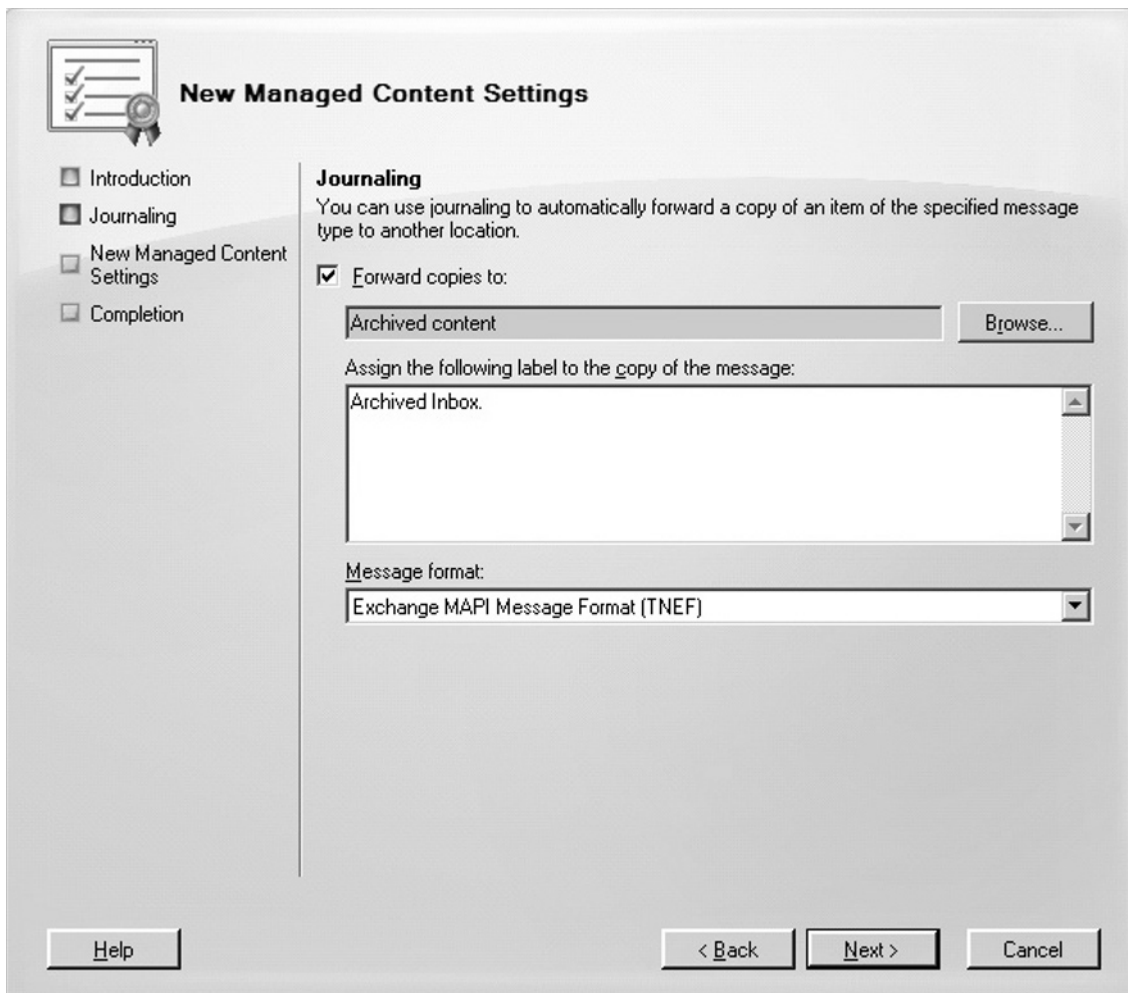 New Managed Content Settings
Introduction
Journaling
New Managed Content
Settings
Completion
Journaling
You can use journaling to automatically forward a copy of an item of the specified message
type to another location.
Forward copies to:
Archived content
Browse...
Assign the following label to the copy of the message:
Archived Inbox.
Message format:
Exchange MAPI Message Format (TNEF)
Help
< Back
Next >
Cancel